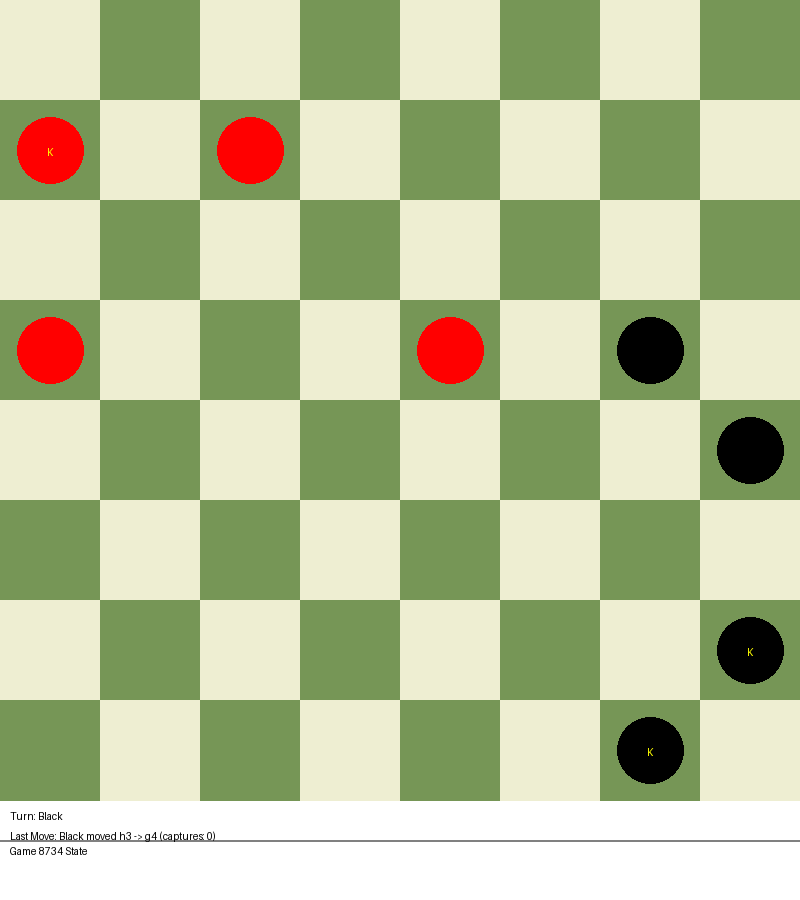 K
K
K
Turn: Black
Last Move: Black moved h3 -> g4 (captures: 0)
Game 8734 State